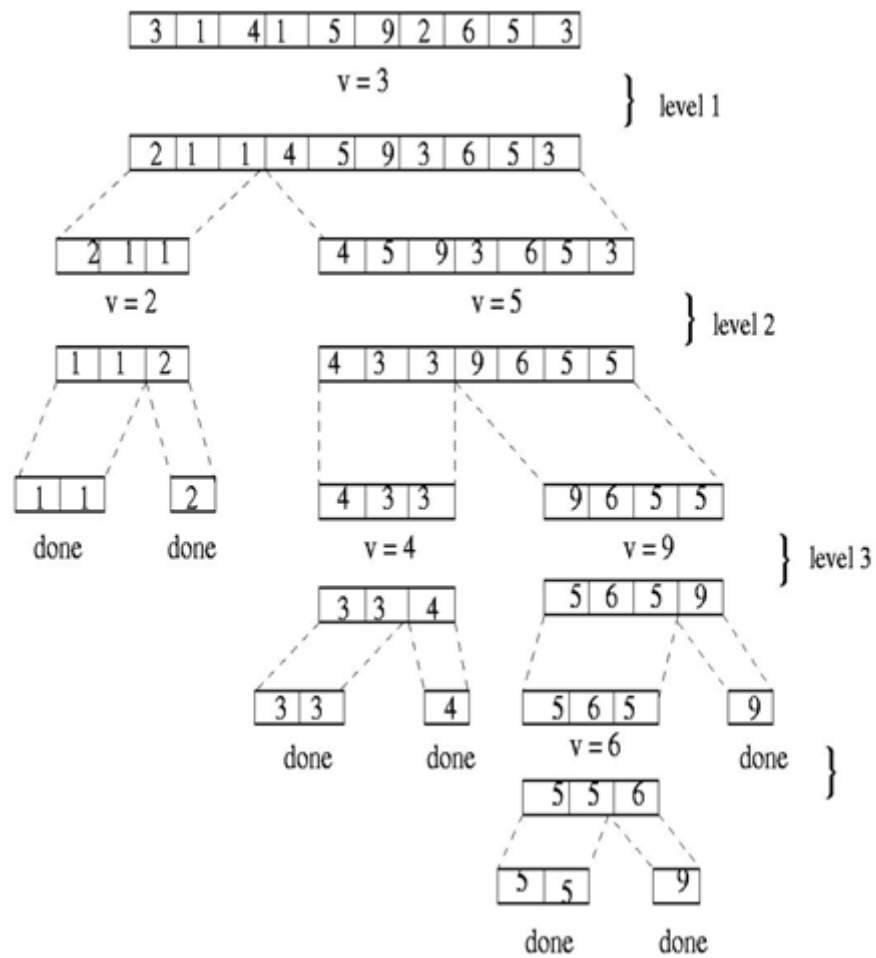 3 1 4 1 5 9 2 6 5 3
v = 3
} level 1
2 1 1 4 5 9 3 6 5 3
2 1 1
4 5 9 3 6 5 3
v = 2
v = 5
} level 2
1 1 2
4 3 3 9 6 5 5
1 1
2
4 3 3
9 6 5 5
done
done
v = 4
v = 9
} level 3
3 3 4
5 6 5 9
3 3
4
5 6 5
9
done
done
v = 6
done
}
5 5 6
5 5
9
done
done